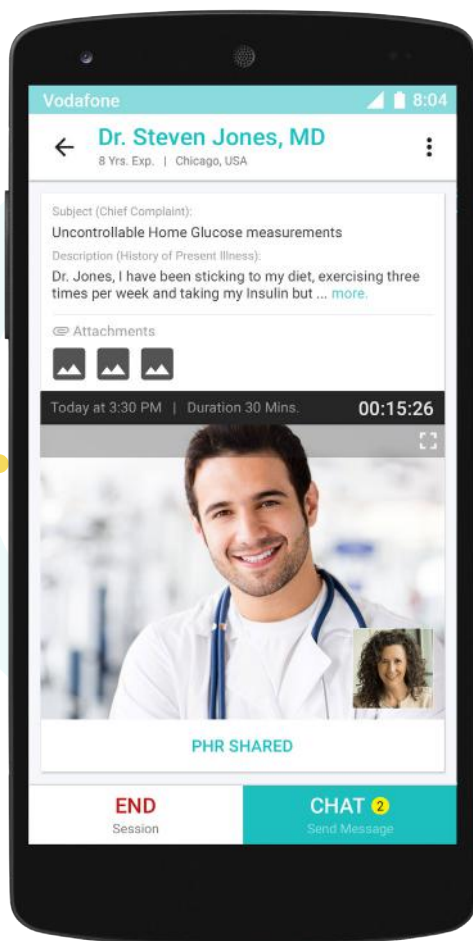 Vodafone 8:04
Dr. Steven Jones, MD
8 Yrs. Exp. | Chicago, USA
Subject (Chief Complaint):
Uncontrollable Home Glucose measurements
Description (History of Present Illness):
Dr. Jones, I have been sticking to my diet, exercising three
times per week and taking my Insulin but ... more.
Attachments
Today at 3:30 PM | Duration 30 Mins. 00:15:26
PHR SHARED
END
Session
CHAT 2
Send Message